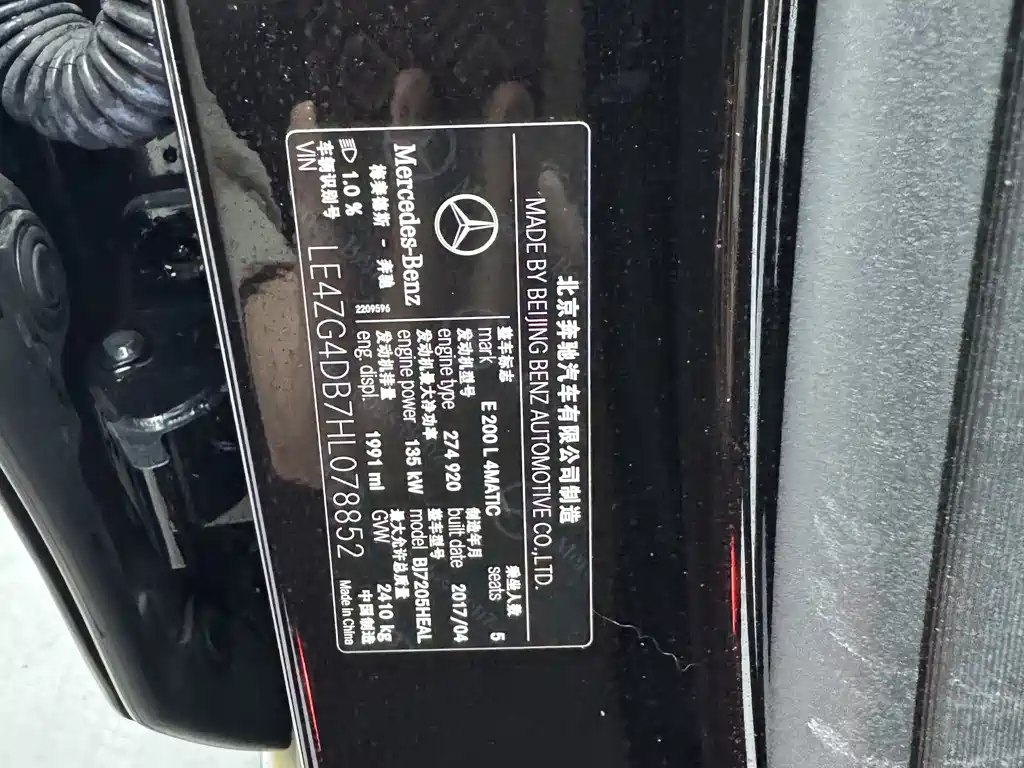 北京奔驰汽车有限公司制造
MADE BY BEIJING BENZ AUTOMOTIVE CO.,LTD.
Mercedes-Benz
梅赛德斯 - 奔驰
1.0 %
2209596
整车标志
mark E 200 L 4MATIC
乘坐人数
seats 5
发动机型号
engine type 274 920
制造年月
built date 2017/04
发动机最大净功率
engine power 135 kW
整车型号
model BJ7205HEAL
发动机排量
eng. displ. 1991 ml
最大允许总质量
GVW 2410 kg
车辆识别号
VIN LE4ZG4DB7HL078852
中国制造
Made in China